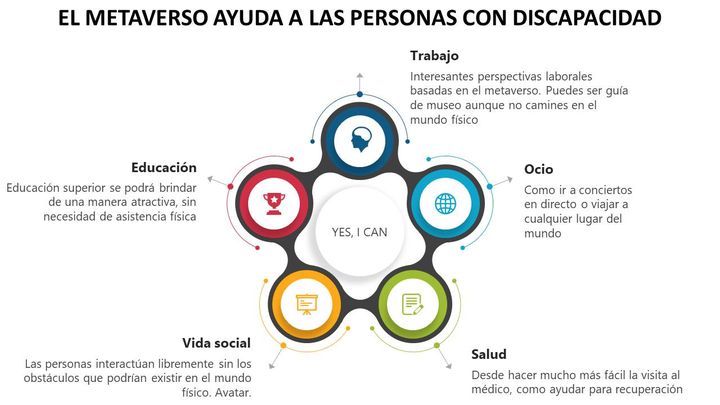 EL METAVERSO AYUDA A LAS PERSONAS CON DISCAPACIDAD
Trabajo
Interesantes perspectivas laborales
basadas en el metaverso. Puedes ser guía
de museo aunque no camines en el
mundo físico
Educación
Educación superior se podrá brindar
de una manera atractiva, sin
necesidad de asistencia física
Ocio
Como ir a conciertos
en directo o viajar a
cualquier lugar del
mundo
YES, I CAN
Vida social
Las personas interactúan libremente sin los
obstáculos que podrían existir en el mundo
físico. Avatar.
Salud
Desde hacer mucho más fácil la visita al
médico, como ayudar para recuperación